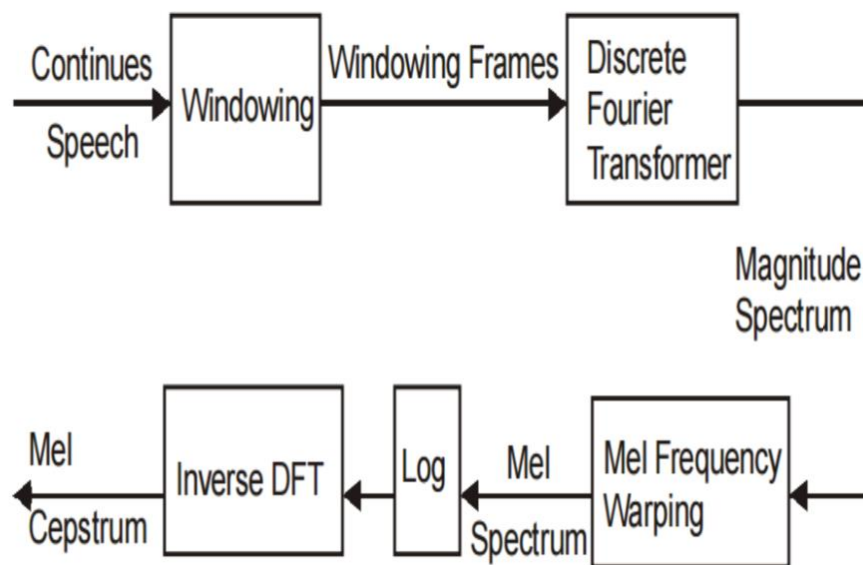 Continues
Speech
Windowing
Windowing Frames
Discrete
Fourier
Transformer
Magnitude
Spectrum
Mel Frequency
Warping
Mel
Spectrum
Log
Inverse DFT
Mel
Cepstrum